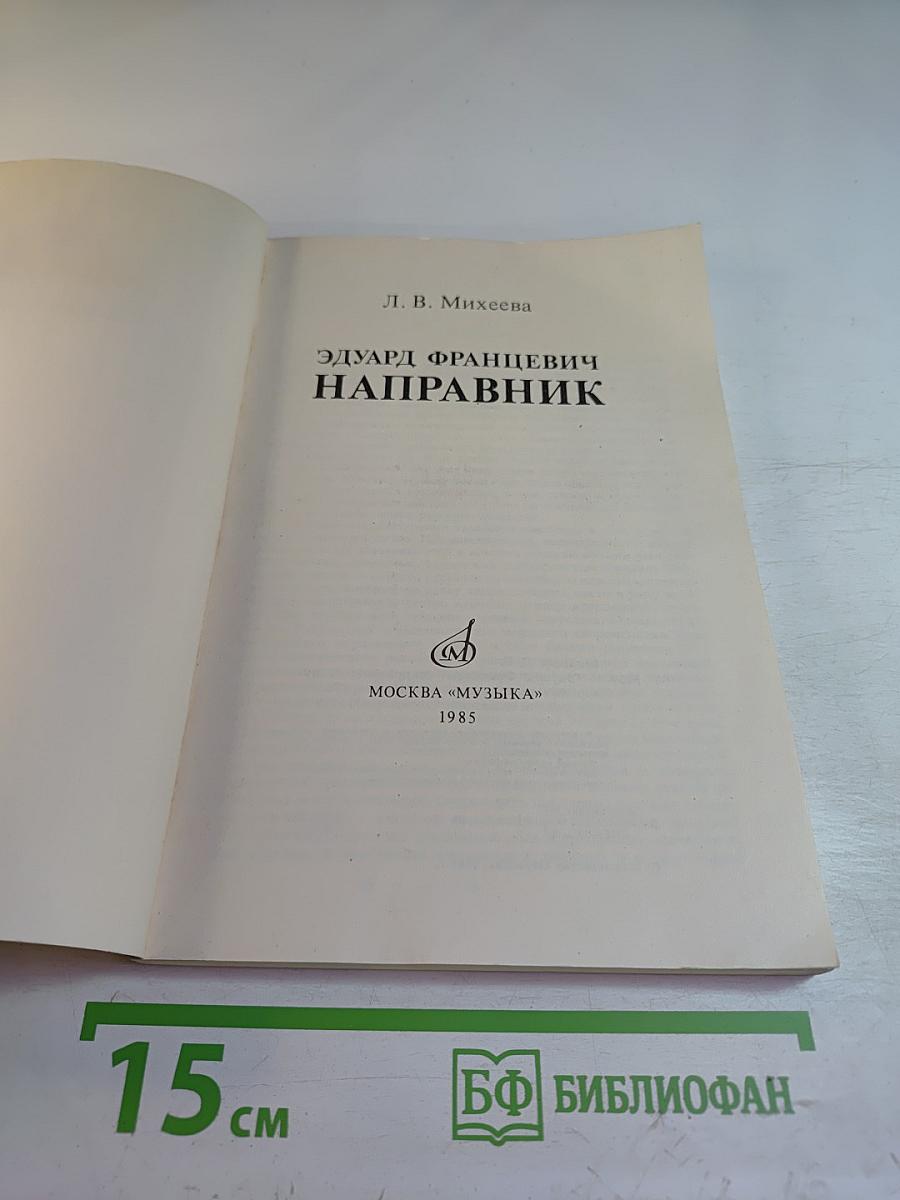 Л. В. Михеева
ЭДУАРД ФРАНЦЕВИЧ
НАПРАВНИК
М
МОСКВА «МУЗЫКА»
1985
15 см
БФ БИБЛИОФАН